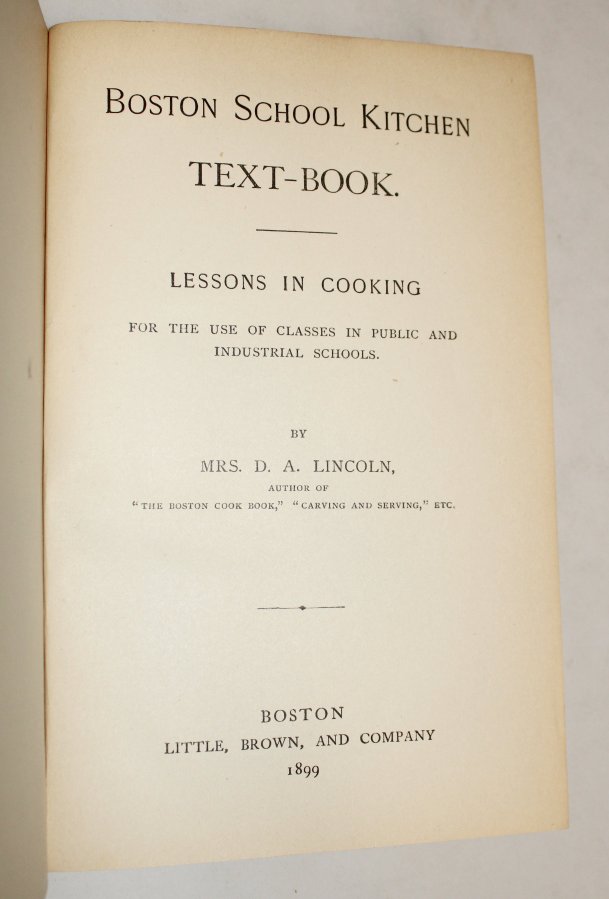 BOSTON SCHOOL KITCHEN
TEXT-BOOK.
LESSONS IN COOKING
FOR THE USE OF CLASSES IN PUBLIC AND
INDUSTRIAL SCHOOLS.
BY
MRS. D. A. LINCOLN,
AUTHOR OF
"THE BOSTON COOK BOOK," "CARVING AND SERVING," ETC.
BOSTON
LITTLE, BROWN, AND COMPANY
1899